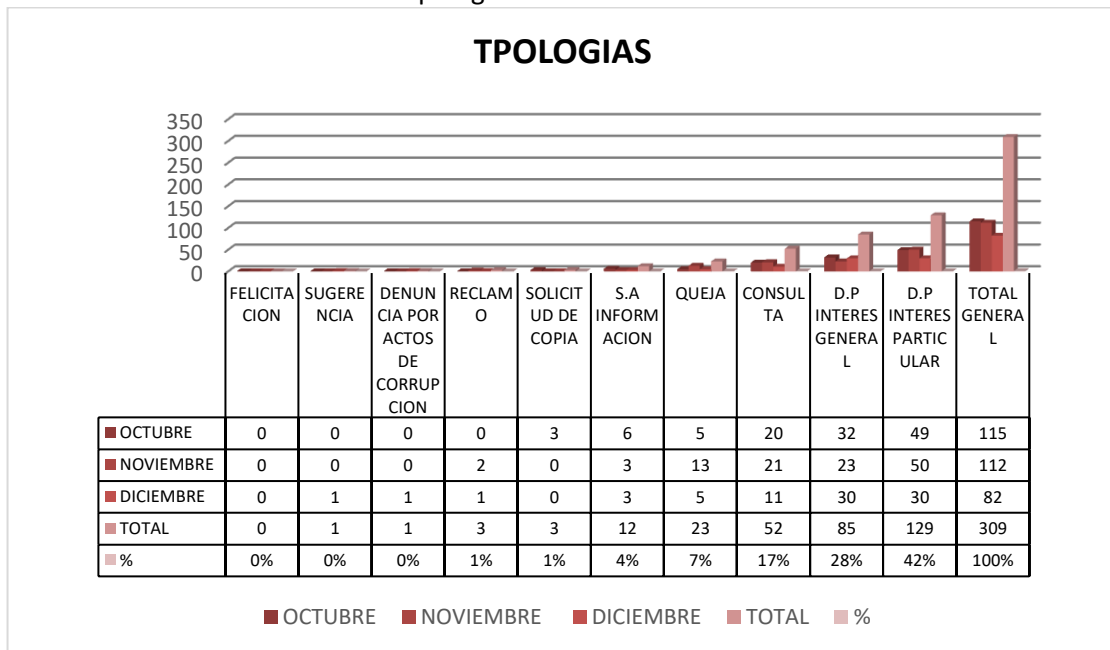 TPOLOGIAS
350
300
250
200
150
100
50
0
FELICITA SUGERE DENUN RECLAM SOLICIT S.A QUEJA CONSUL D.P D.P TOTAL
CION NCIA CIA POR O UD DE INFORM TA INTERES INTERES GENERA
ACTOS COPIA ACION GENERA PARTIC L
DE L ULAR
CORRUP
CION
OCTUBRE 0 0 0 0 3 6 5 20 32 49 115
NOVIEMBRE 0 0 0 2 0 3 13 21 23 50 112
DICIEMBRE 0 1 1 1 0 3 5 11 30 30 82
TOTAL 0 1 1 3 3 12 23 52 85 129 309
% 0% 0% 0% 1% 1% 4% 7% 17% 28% 42% 100%
OCTUBRE NOVIEMBRE DICIEMBRE TOTAL %